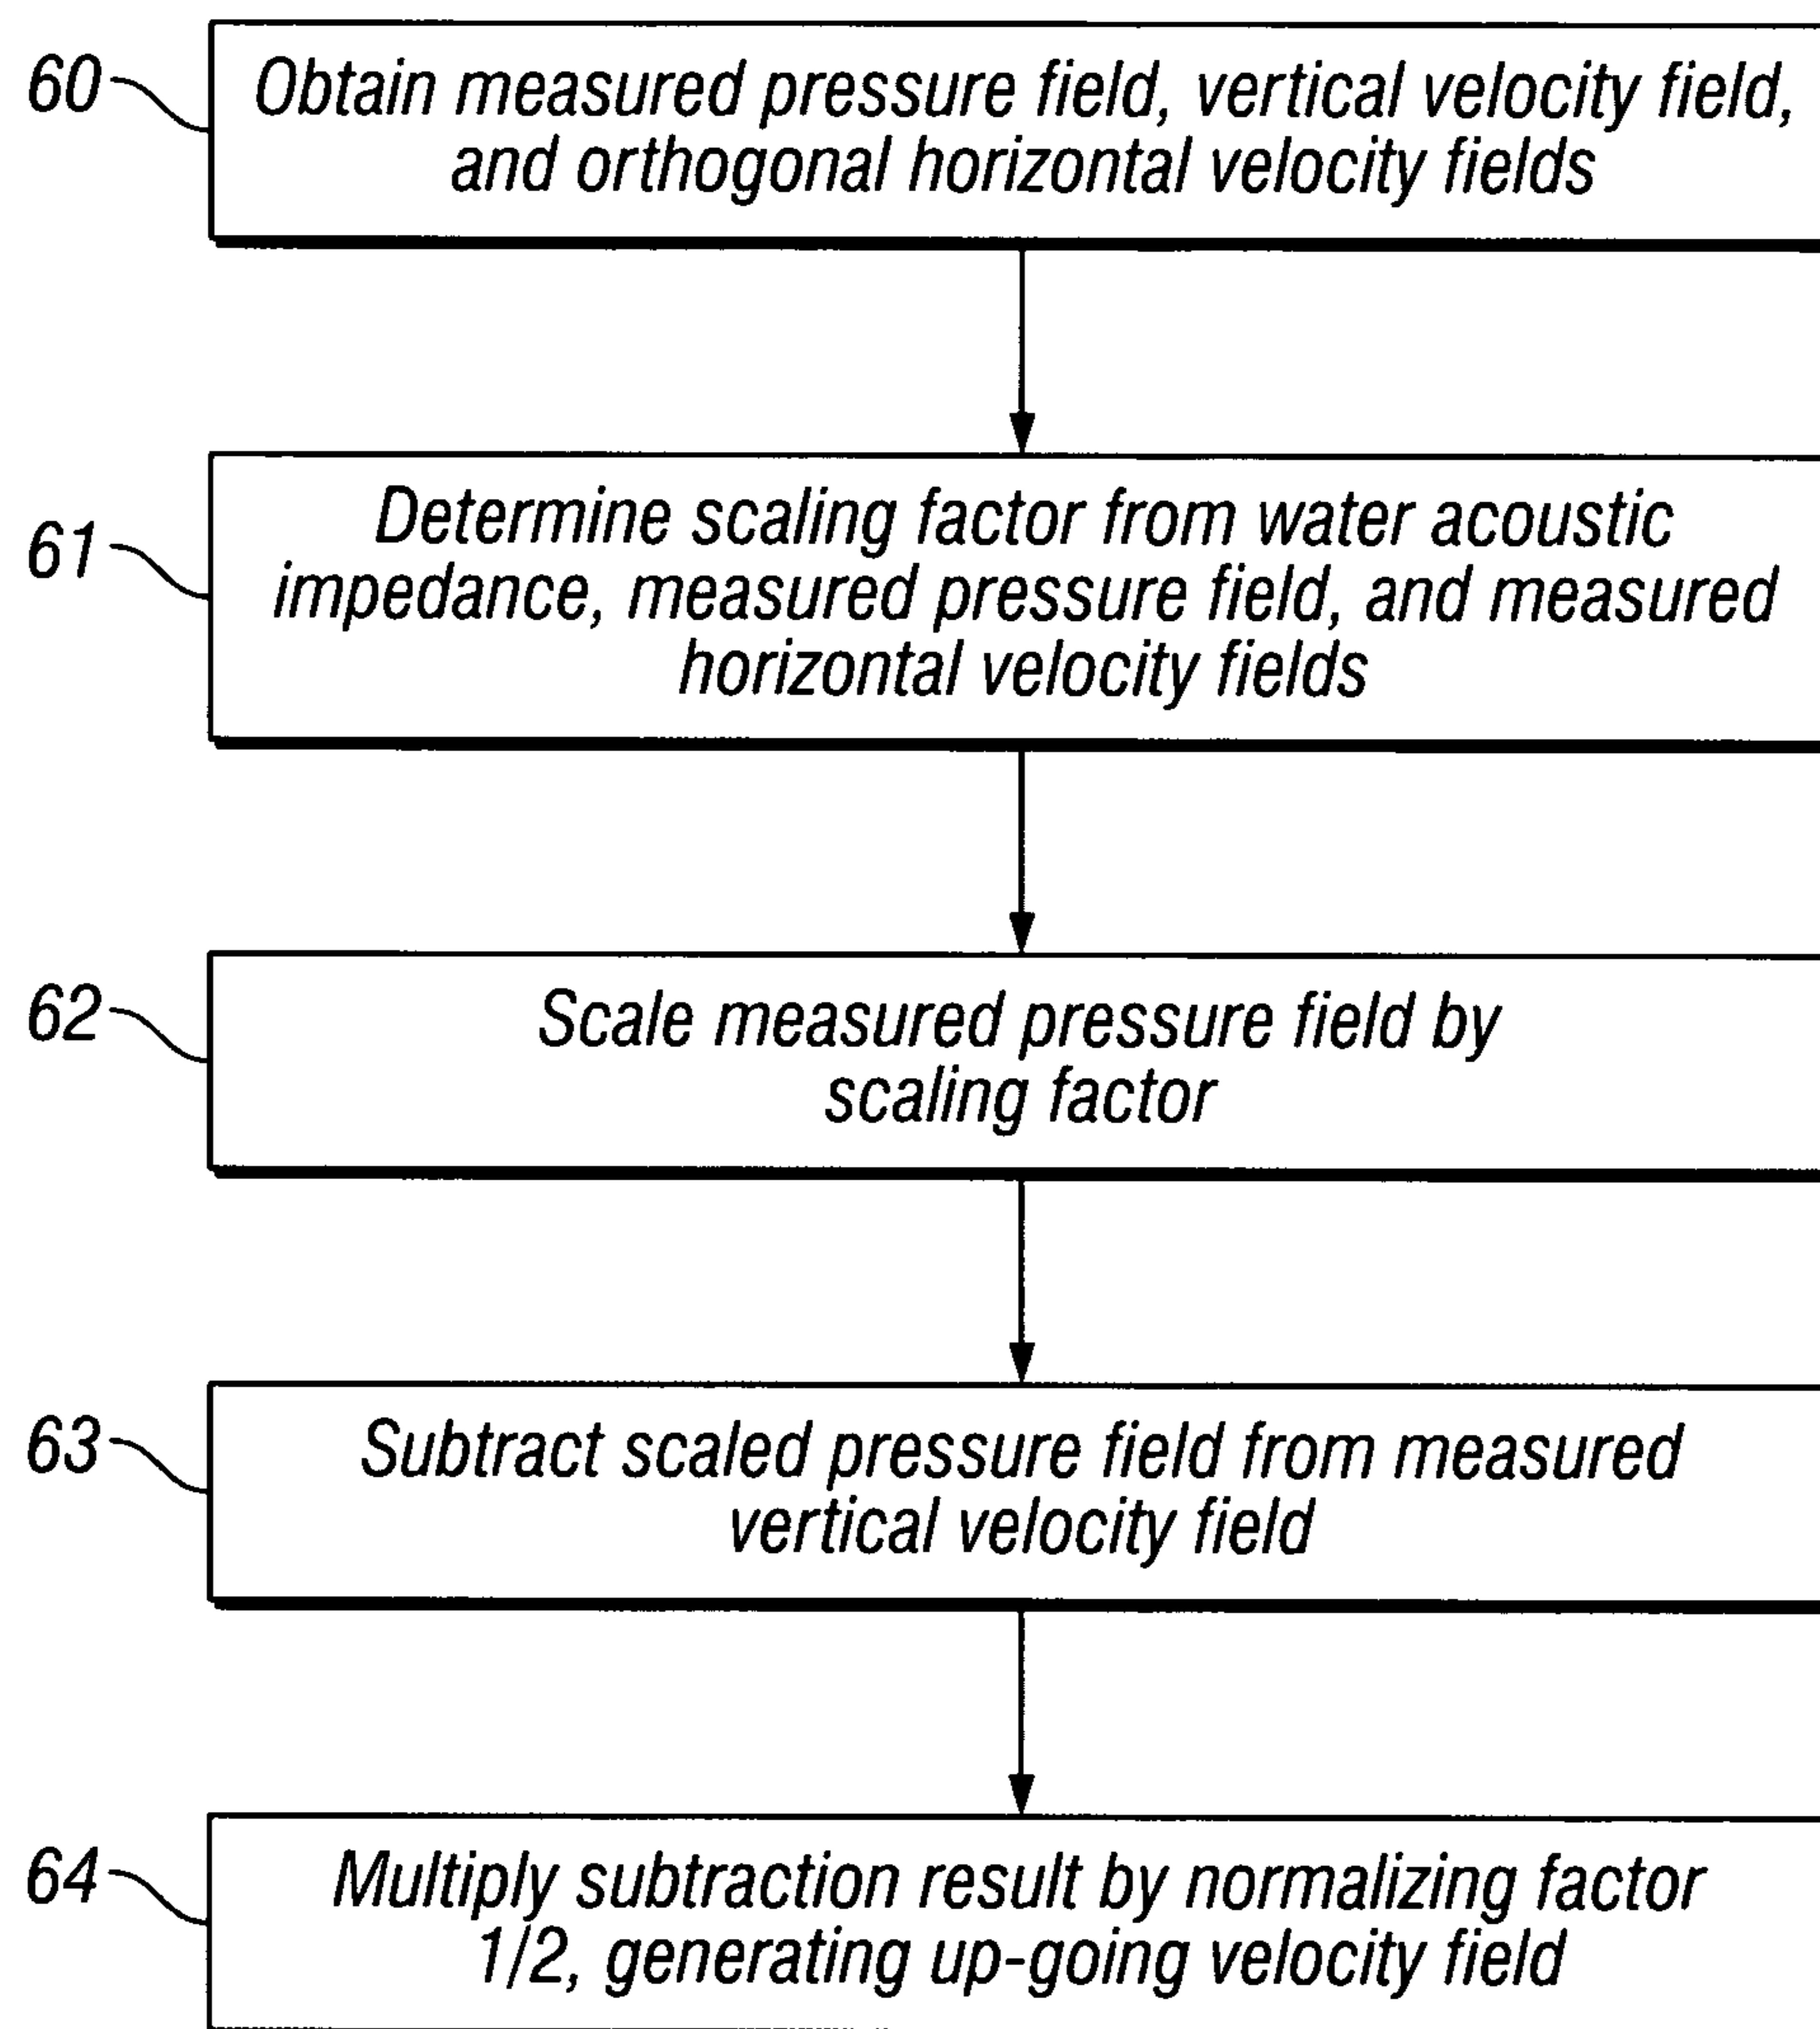 60
Obtain measured pressure field, vertical velocity field,
and orthogonal horizontal velocity fields
61
Determine scaling factor from water acoustic
impedance, measured pressure field, and measured
horizontal velocity fields
62
Scale measured pressure field by
scaling factor
63
Subtract scaled pressure field from measured
vertical velocity field
64
Multiply subtraction result by normalizing factor
1/2, generating up-going velocity field